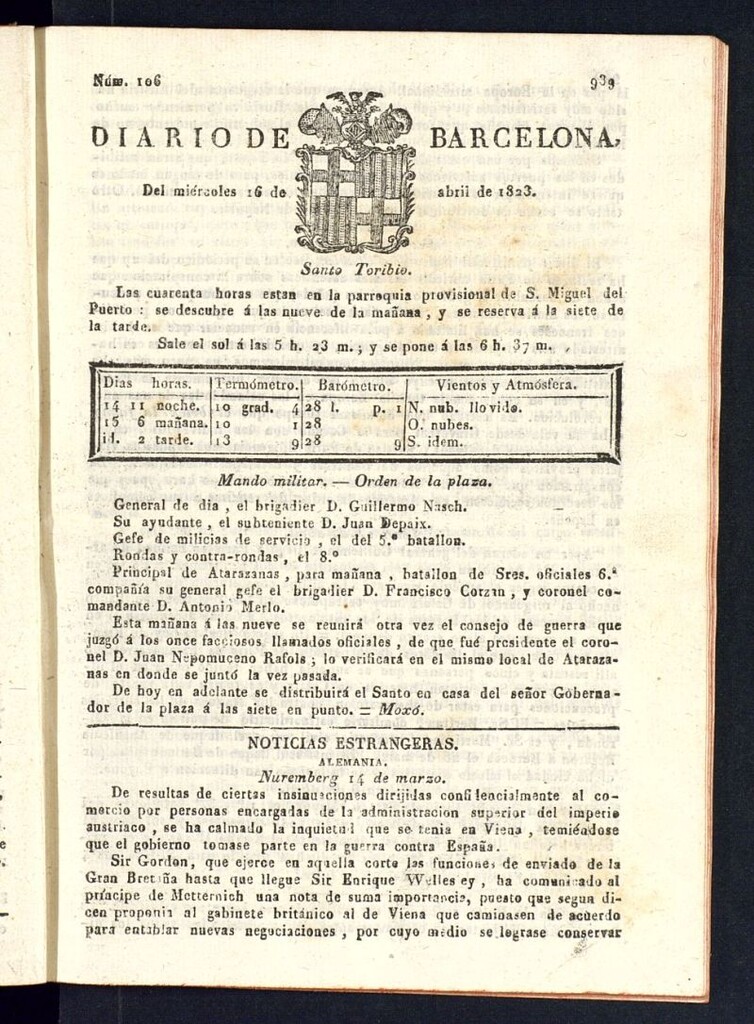 Núm. 106
939
DIARIO DE BARCELONA,
Del miércoles 16 de abril de 1823.
Santo Toribio.
Las cuarenta horas estan en la parroquia provisional de S. Miguel del
Puerto : se descubre á las nueve de la mañana , y se reserva á la siete de
la tarde.
Sale el sol á las 5 h. 23 m. ; y se pone á las 6 h. 37 m.
Dias horas. Termómetro. Barómetro. Vientos y Atmósfera.
14 11 noche. 10 grad. 4 28 l. p. 1 N. nub. llovido.
15 6 mañana. 10 1 28 O. nubes.
id. 2 tarde. 13 9 28 9 S. idem.
Mando militar. — Orden de la plaza.
General de dia , el brigadier D. Guillermo Nasch.
Su ayudante , el subteniente D. Juan Depaix.
Gefe de milicias de servicio , el del 5.º batallon.
Rondas y contra-rondas , el 8.º
Principal de Atarazanas , para mañana , batallon de Sres. oficiales 6.ª
compañía su general gefe el brigadier D. Francisco Corzan , y coronel co-
mandante D. Antonio Merlo.
Esta mañana á las nueve se reunirá otra vez el consejo de guerra que
juzgó á los once facciosos llamados oficiales , de que fué presidente el coro-
nel D. Juan Nepomuceno Rafols ; lo verificará en el mismo local de Ataraza-
nas en donde se juntó la vez pasada.
De hoy en adelante se distribuirá el Santo en casa del señor Goberna-
dor de la plaza á las siete en punto. = Moxó.
NOTICIAS ESTRANGERAS.
ALEMANIA.
Nuremberg 14 de marzo.
De resultas de ciertas insinuaciones dirijidas confidencialmente al co-
mercio por personas encargadas de la administracion superior del imperio
austriaco , se ha calmado la inquietud que se tenia en Viena , temiéndose
que el gobierno tomase parte en la guerra contra España.
Sir Gordon, que ejerce en aquella corte las funciones de enviado de la
Gran Bretaña hasta que llegue Sir Enrique Welles ey , ha comunicado al
príncipe de Metternich una nota de suma importancia, puesto que segun di-
cen proponia al gabinete británico al de Viena que caminasen de acuerdo
para entablar nuevas negociaciones , por cuyo medio se lograse conservar